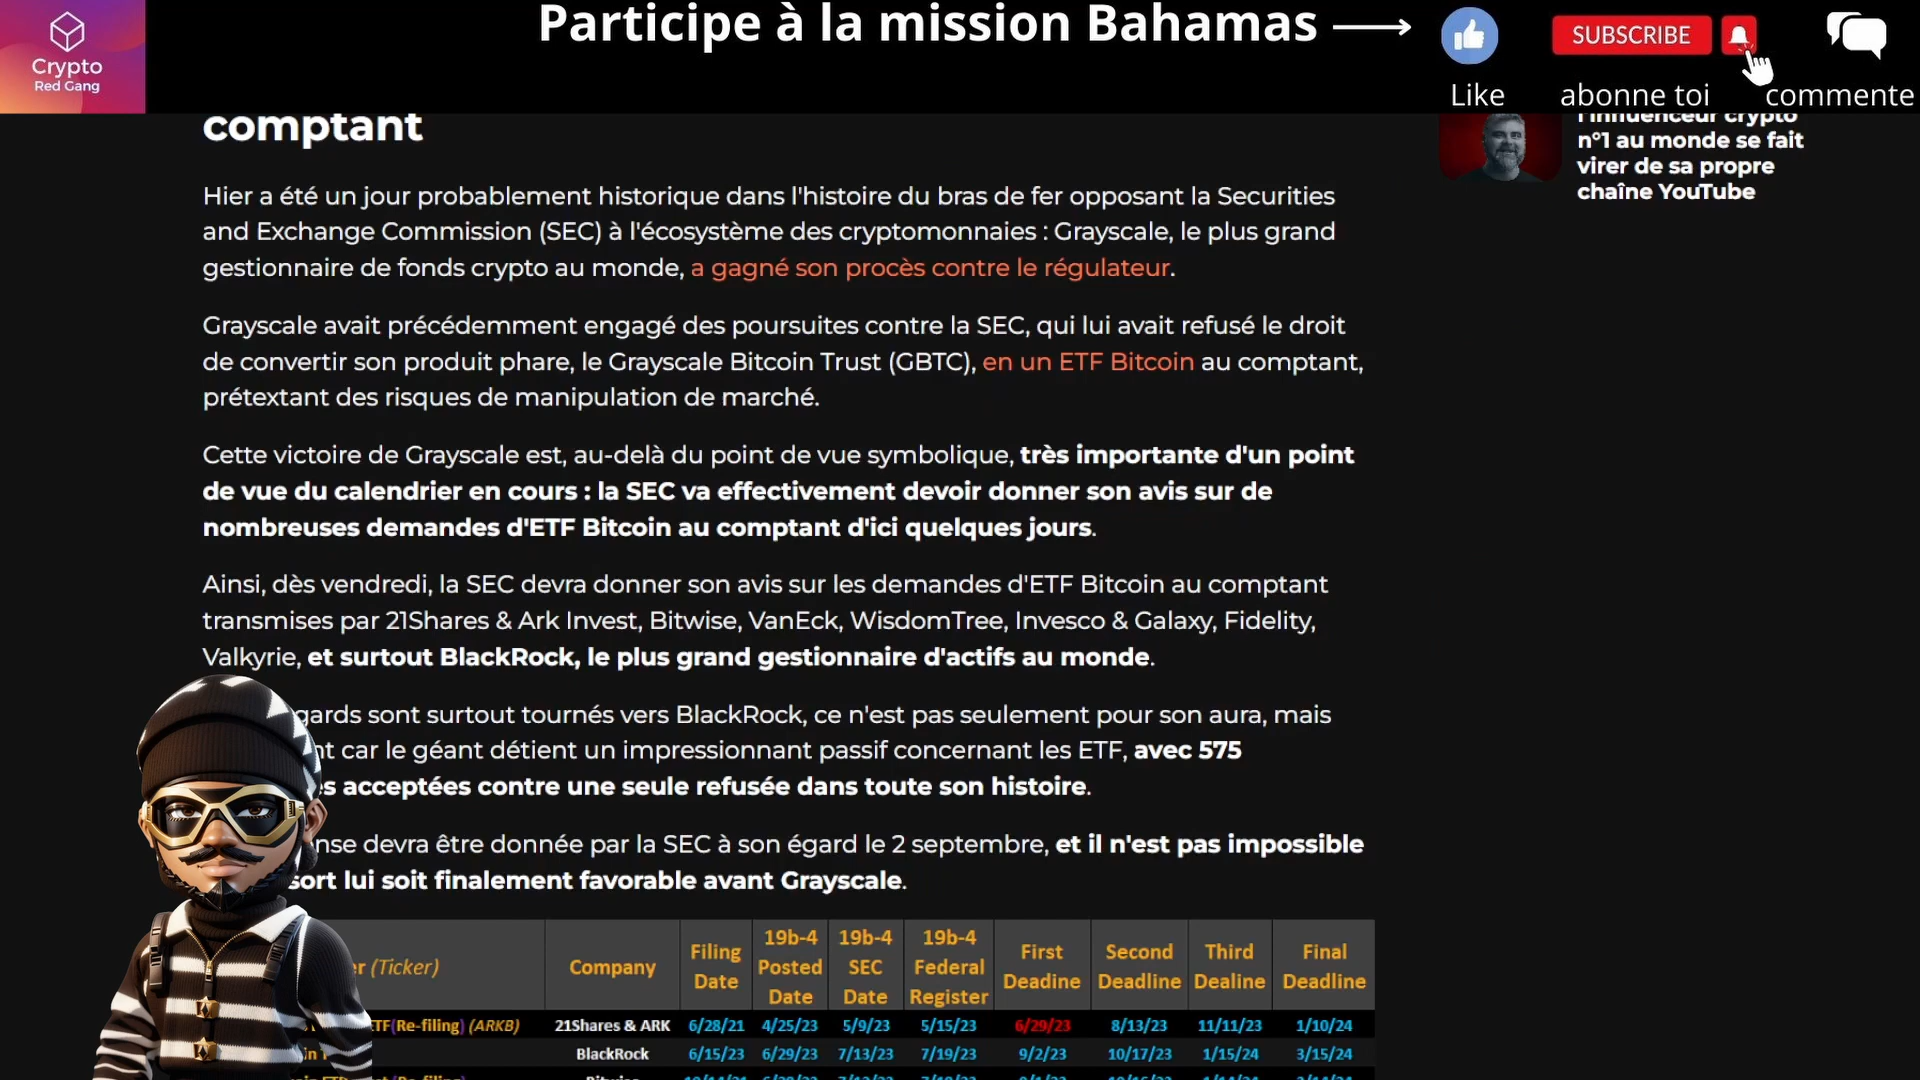 Participe à la mission Bahamas
SUBSCRIBE
Crypto
Red Gang
Like
abonne toi
commente
comptant
l'influenceur crypto
n°1 au monde se fait
virer de sa propre
chaîne YouTube
Hier a été un jour probablement historique dans l'histoire du bras de fer opposant la Securities
and Exchange Commission (SEC) à l'écosystème des cryptomonnaies : Grayscale, le plus grand
gestionnaire de fonds crypto au monde, a gagné son procès contre le régulateur.
Grayscale avait précédemment engagé des poursuites contre la SEC, qui lui avait refusé le droit
de convertir son produit phare, le Grayscale Bitcoin Trust (GBTC), en un ETF Bitcoin au comptant,
prétextant des risques de manipulation de marché.
Cette victoire de Grayscale est, au-delà du point de vue symbolique, très importante d'un point
de vue du calendrier en cours : la SEC va effectivement devoir donner son avis sur de
nombreuses demandes d'ETF Bitcoin au comptant d'ici quelques jours.
Ainsi, dès vendredi, la SEC devra donner son avis sur les demandes d'ETF Bitcoin au comptant
transmises par 21Shares & Ark Invest, Bitwise, VanEck, WisdomTree, Invesco & Galaxy, Fidelity,
Valkyrie, et surtout BlackRock, le plus grand gestionnaire d'actifs au monde.
gards sont surtout tournés vers BlackRock, ce n'est pas seulement pour son aura, mais
nt car le géant détient un impressionnant passif concernant les ETF, avec 575
s acceptées contre une seule refusée dans toute son histoire.
nse devra être donnée par la SEC à son égard le 2 septembre, et il n'est pas impossible
sort lui soit finalement favorable avant Grayscale.
r (Ticker) Company Filing Date 19b-4 Posted Date 19b-4 SEC Date 19b-4 Federal Register First Deadine Second Deadline Third Dealine Final Deadline
ETF(Re-filing) (ARKB) 21Shares & ARK 6/28/21 4/25/23 5/9/23 5/15/23 6/29/23 8/13/23 11/11/23 1/10/24
BlackRock 6/15/23 6/29/23 7/13/23 7/19/23 9/2/23 10/17/23 1/15/24 3/15/24